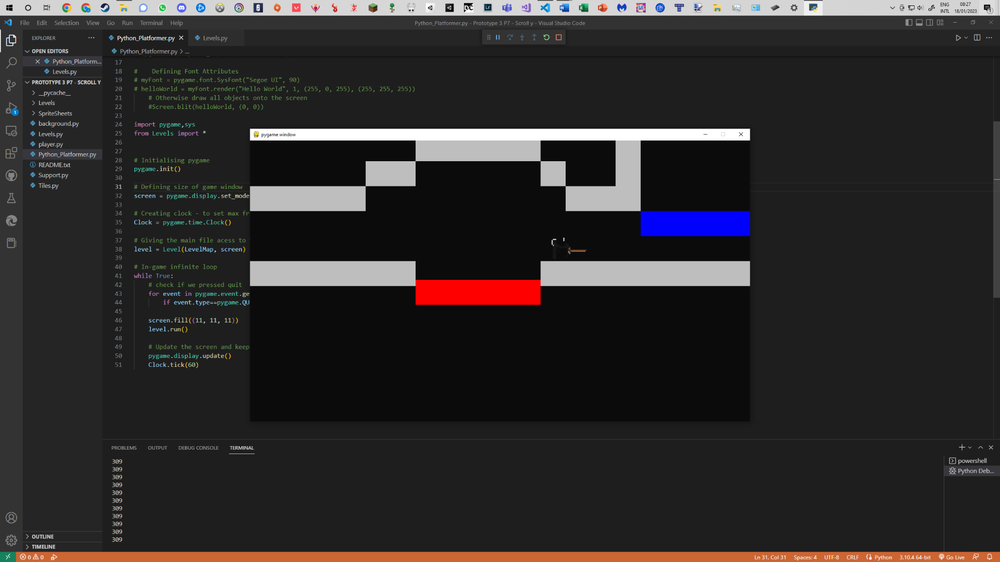 ENG
INTL
08:27
18/01/2023
File Edit Selection View Go Run Terminal Help
Python_Platformer.py - Prototype 3 P7 - Scroll y - Visual Studio Code
EXPLORER
Python_Platformer.py
Levels.py
OPEN EDITORS
Python_Platformer.py > ...
Python_Platform...
Levels.py
PROTOTYPE 3 P7 - SCROLL Y
__pycache__
Levels
SpriteSheets
background.py
Levels.py
player.py
Python_Platformer.py
README.txt
Support.py
Tiles.py
OUTLINE
TIMELINE
17
18 # Defining Font Attributes
19 # myFont = pygame.font.SysFont("Segoe UI", 90)
20 # helloWorld = myFont.render("Hello World", 1, (255, 0, 255), (255, 255, 255))
21 # Otherwise draw all objects onto the screen
22 #Screen.blit(helloWorld, (0, 0))
23
24 import pygame,sys
25 from Levels import *
26
27
28 # Initialising pygame
29 pygame.init()
30
31 # Defining size of game window
32 screen = pygame.display.set_mode
33
34 # Creating clock - to set max fr
35 Clock = pygame.time.Clock()
36
37 # Giving the main file acess to
38 level = Level(LevelMap, screen)
39
40 # In-game infinite loop
41 while True:
42 # check if we pressed quit
43 for event in pygame.event.ge
44 if event.type==pygame.QU
45
46 screen.fill((11, 11, 11))
47 level.run()
48
49 # Update the screen and keep
50 pygame.display.update()
51 Clock.tick(60)
pygame window
PROBLEMS OUTPUT DEBUG CONSOLE TERMINAL
309
309
309
309
309
309
309
309
309
309
309
powershell
Python Deb...
0 0
Ln 31, Col 31 Spaces: 4 UTF-8 CRLF Python 3.10.4 64-bit Go Live